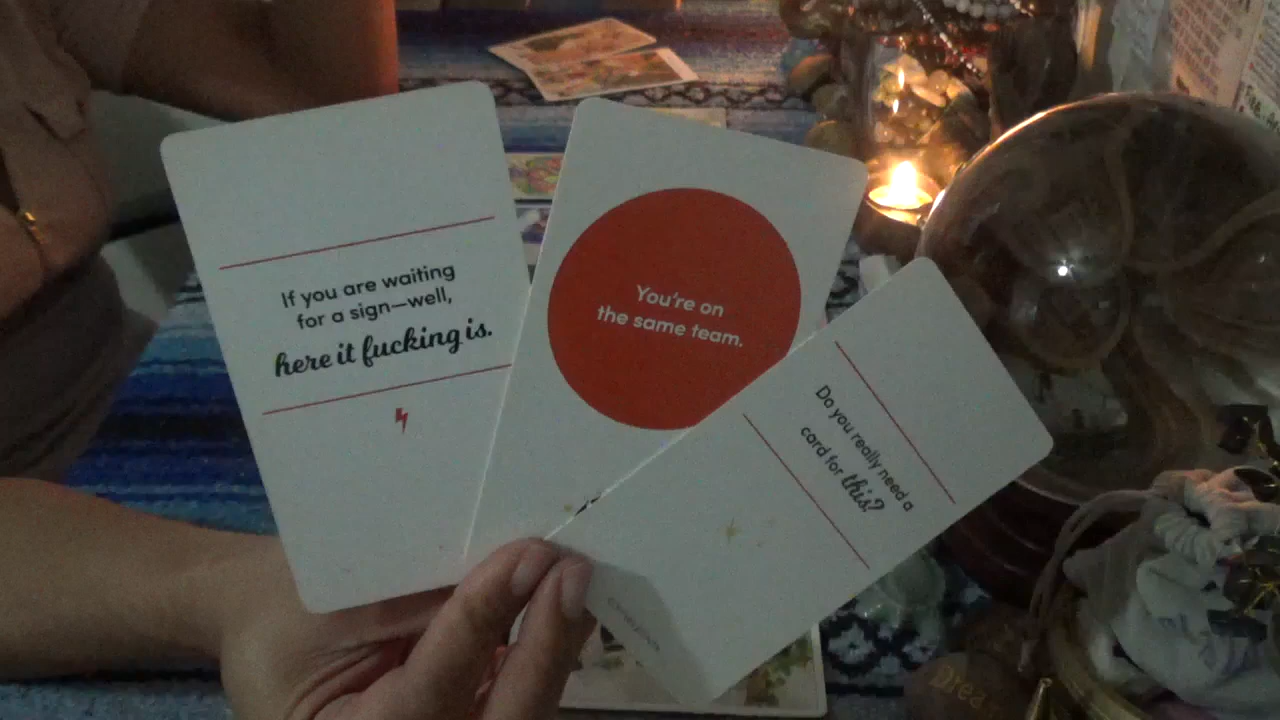 If you are waiting
for a sign—well,
here it fucking is.
You're on
the same team.
Do you really need a
card for this?
Drea